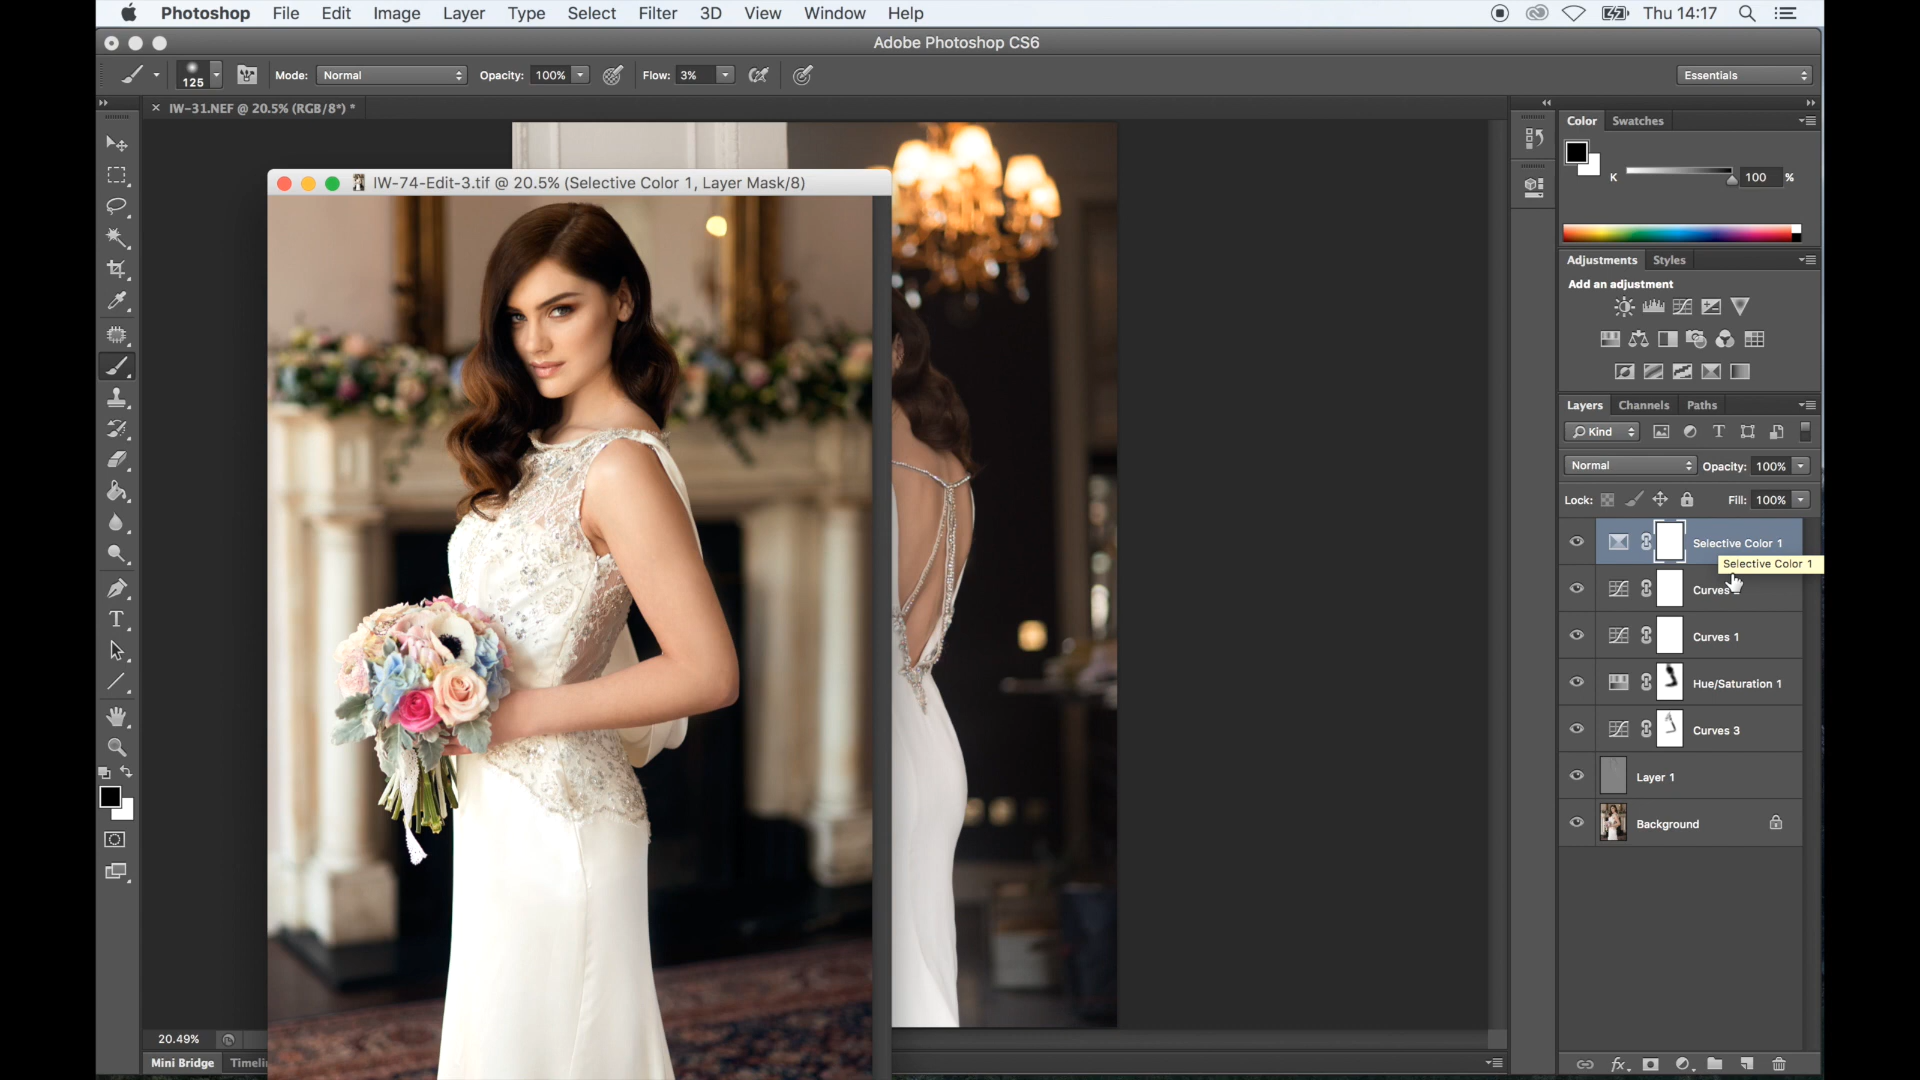 Photoshop File Edit Image Layer Type Select Filter 3D View Window Help Thu 14:17
Adobe Photoshop CS6
125 Mode: Normal Opacity: 100% Flow: 3% Essentials
IW-31.NEF @ 20.5% (RGB/8*) *
Color Swatches
K 100 %
IW-74-Edit-3.tif @ 20.5% (Selective Color 1, Layer Mask/8)
Adjustments Styles
Add an adjustment
Layers Channels Paths
Kind
Normal Opacity: 100%
Lock: Fill: 100%
Selective Color 1
Selective Color 1
Curves
Curves 1
Hue/Saturation 1
Curves 3
Layer 1
Background
20.49%
Mini Bridge
fx